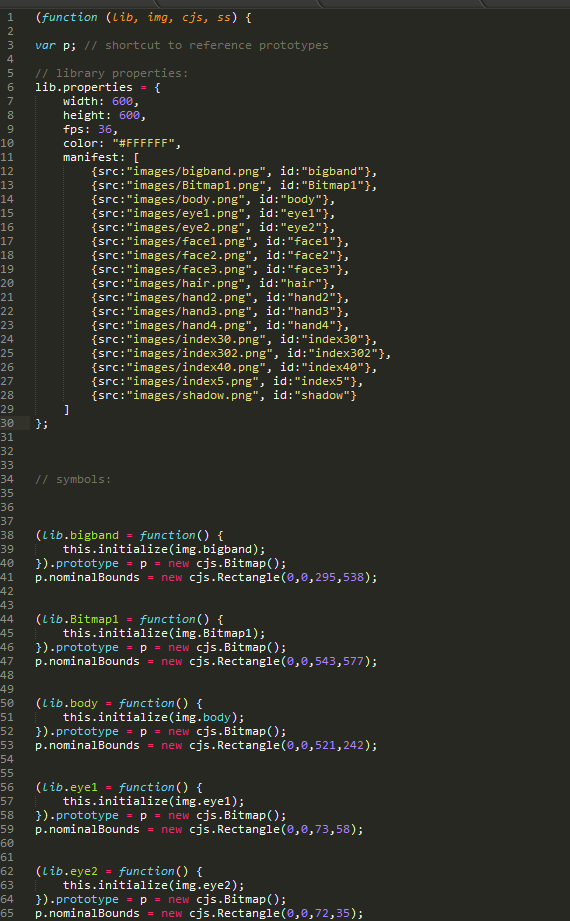 1 (function (lib, img, cjs, ss) {
2
3 var p; // shortcut to reference prototypes
4
5 // library properties:
6 lib.properties = {
7     width: 600,
8     height: 600,
9     fps: 36,
10     color: "#FFFFFF",
11     manifest: [
12         {src:"images/bigband.png", id:"bigband"},
13         {src:"images/Bitmap1.png", id:"Bitmap1"},
14         {src:"images/body.png", id:"body"},
15         {src:"images/eye1.png", id:"eye1"},
16         {src:"images/eye2.png", id:"eye2"},
17         {src:"images/face1.png", id:"face1"},
18         {src:"images/face2.png", id:"face2"},
19         {src:"images/face3.png", id:"face3"},
20         {src:"images/hair.png", id:"hair"},
21         {src:"images/hand2.png", id:"hand2"},
22         {src:"images/hand3.png", id:"hand3"},
23         {src:"images/hand4.png", id:"hand4"},
24         {src:"images/index30.png", id:"index30"},
25         {src:"images/index302.png", id:"index302"},
26         {src:"images/index40.png", id:"index40"},
27         {src:"images/index5.png", id:"index5"},
28         {src:"images/shadow.png", id:"shadow"}
29     ]
30 };
31
32
33
34 // symbols:
35
36
37
38 (lib.bigband = function() {
39     this.initialize(img.bigband);
40 }).prototype = p = new cjs.Bitmap();
41 p.nominalBounds = new cjs.Rectangle(0,0,295,538);
42
43
44 (lib.Bitmap1 = function() {
45     this.initialize(img.Bitmap1);
46 }).prototype = p = new cjs.Bitmap();
47 p.nominalBounds = new cjs.Rectangle(0,0,543,577);
48
49
50 (lib.body = function() {
51     this.initialize(img.body);
52 }).prototype = p = new cjs.Bitmap();
53 p.nominalBounds = new cjs.Rectangle(0,0,521,242);
54
55
56 (lib.eye1 = function() {
57     this.initialize(img.eye1);
58 }).prototype = p = new cjs.Bitmap();
59 p.nominalBounds = new cjs.Rectangle(0,0,73,58);
60
61
62 (lib.eye2 = function() {
63     this.initialize(img.eye2);
64 }).prototype = p = new cjs.Bitmap();
65 p.nominalBounds = new cjs.Rectangle(0,0,72,35);